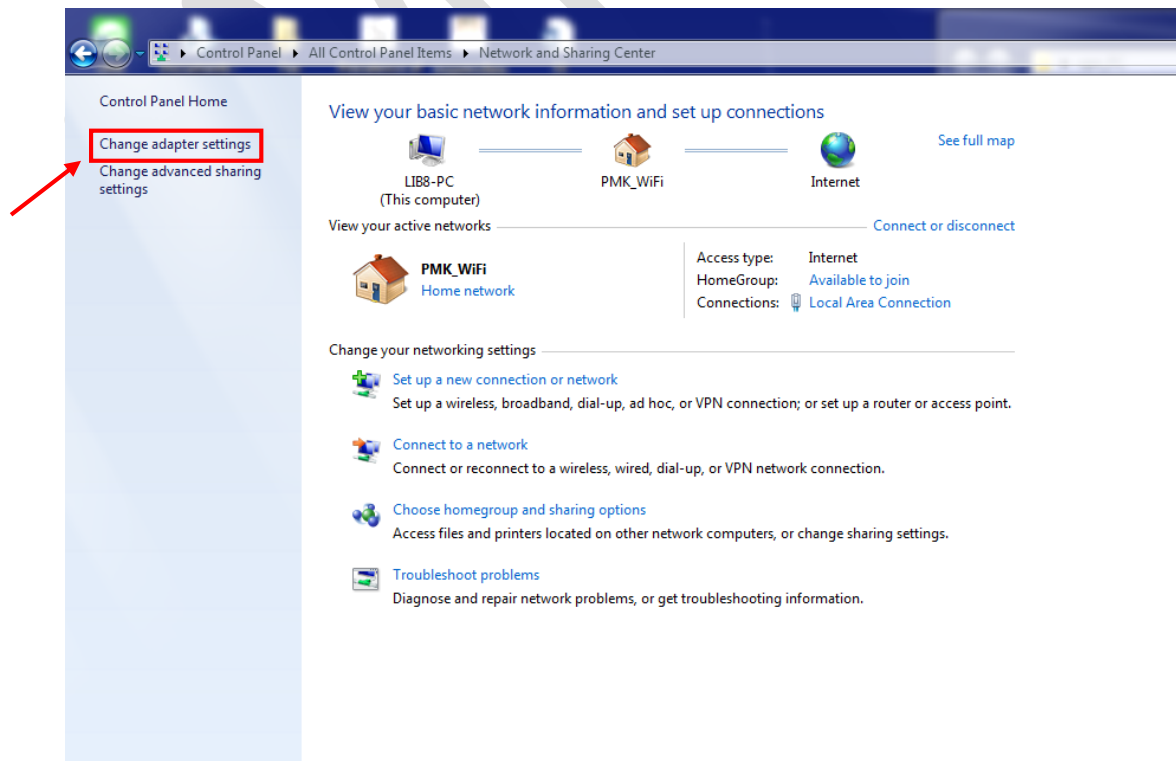 Control Panel ▸ All Control Panel Items ▸ Network and Sharing Center
Control Panel Home
Change adapter settings
Change advanced sharing
settings
View your basic network information and set up connections
See full map
LIB8-PC
(This computer)
PMK_WiFi
Internet
View your active networks
Connect or disconnect
PMK_WiFi
Home network
Access type: Internet
HomeGroup: Available to join
Connections: Local Area Connection
Change your networking settings
Set up a new connection or network
Set up a wireless, broadband, dial-up, ad hoc, or VPN connection; or set up a router or access point.
Connect to a network
Connect or reconnect to a wireless, wired, dial-up, or VPN network connection.
Choose homegroup and sharing options
Access files and printers located on other network computers, or change sharing settings.
Troubleshoot problems
Diagnose and repair network problems, or get troubleshooting information.